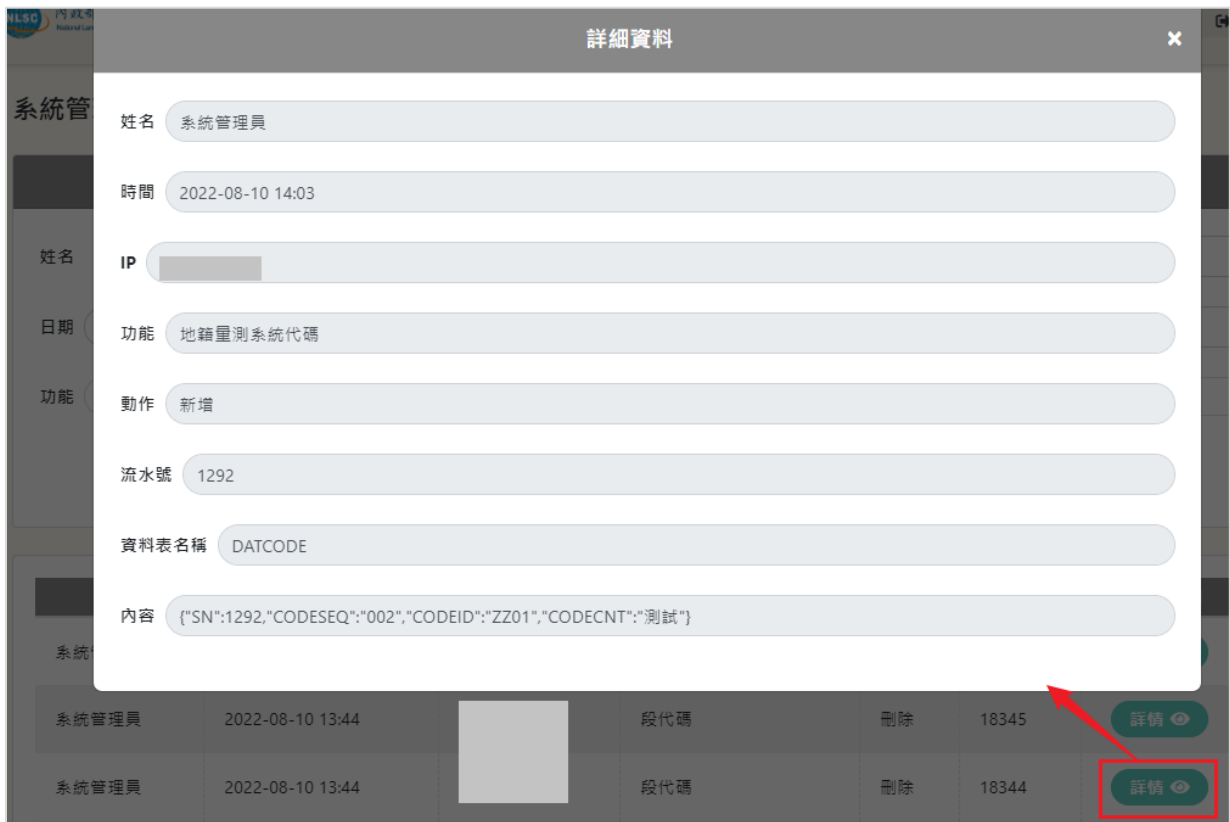 NLSC
National Lan
詳細資料
系統管
姓名 系統管理員
時間 2022-08-10 14:03
姓名
IP
日期
功能 地籍量測系統代碼
功能
動作 新增
流水號 1292
資料表名稱 DATCODE
內容 {"SN":1292,"CODESEQ":"002","CODEID":"ZZ01","CODECNT":"測試"}
系統
系統管理員 2022-08-10 13:44 段代碼 刪除 18345 詳情
系統管理員 2022-08-10 13:44 段代碼 刪除 18344 詳情